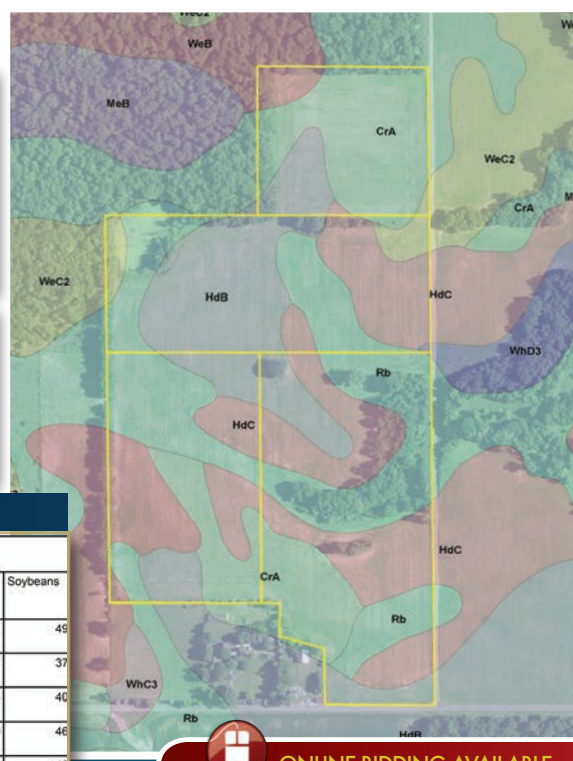 WeC2
WeB
MeB
CrA
WeC2
CrA
WeC2
HdB
HdC
WhD3
Rb
HdC
HdC
CrA
Rb
WhC3
Rb
HdB
Soybeans
49
37
40
46
ONLINE BIDDING AVAILABLE